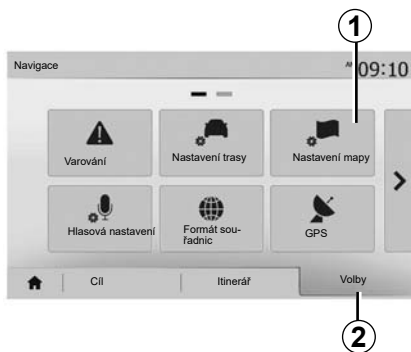 1
Navigace
AM 09:10
Varování
Nastavení trasy
Nastavení mapy
Hlasová nastavení
Formát sou-
řadnic
GPS
Cíl
Itinerář
Volby
2